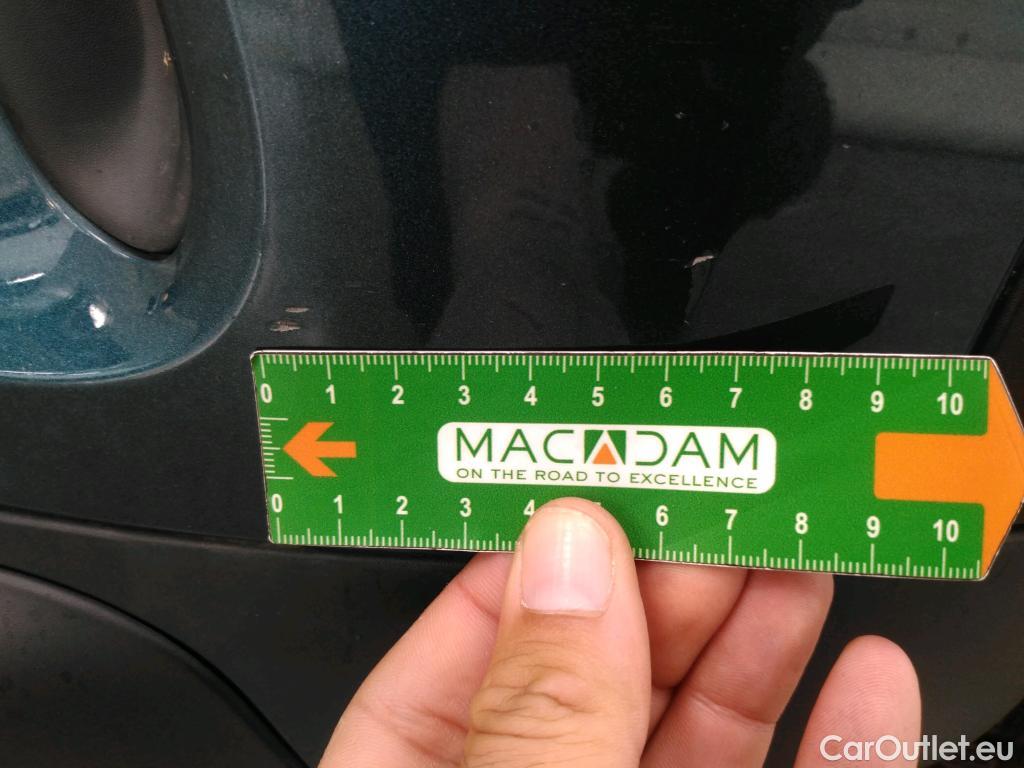 0 1 2 3 4 5 6 7 8 9 10
MACADAM
ON THE ROAD TO EXCELLENCE
0 1 2 3 4 6 7 8 9 10
CarOutlet.eu